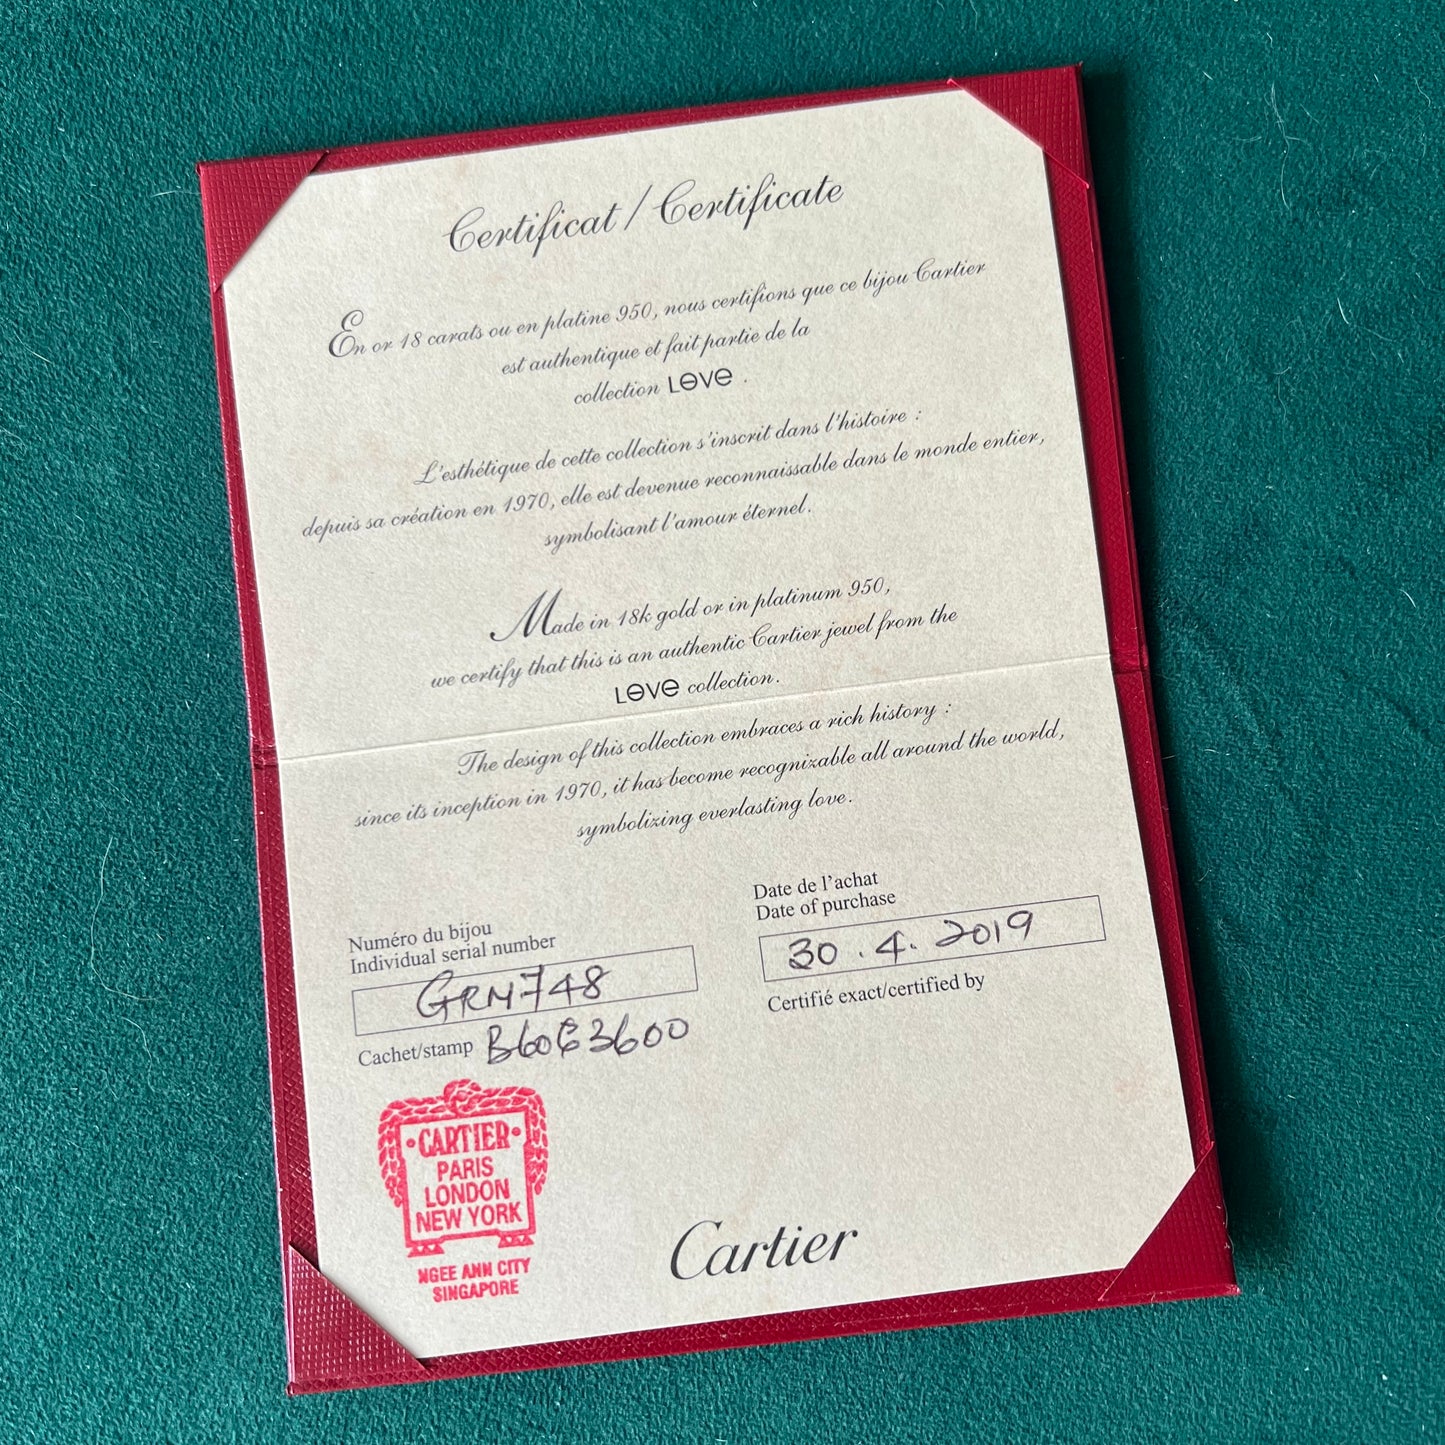 Certificat / Certificate
En or 18 carats ou en platine 950, nous certifions que ce bijou Cartier
est authentique et fait partie de la
collection LOVE .
L'esthétique de cette collection s'inscrit dans l'histoire :
depuis sa création en 1970, elle est devenue reconnaissable dans le monde entier,
symbolisant l'amour éternel.
Made in 18k gold or in platinum 950,
we certify that this is an authentic Cartier jewel from the
LOVE collection.
The design of this collection embraces a rich history :
since its inception in 1970, it has become recognizable all around the world,
symbolizing everlasting love.
Numéro du bijou
Individual serial number
GRM748
Cachet/stamp B6063600
Date de l'achat
Date of purchase
30.4.2019
Certifié exact/certified by
CARTIER
PARIS
LONDON
NEW YORK
NGEE ANN CITY
SINGAPORE
Cartier